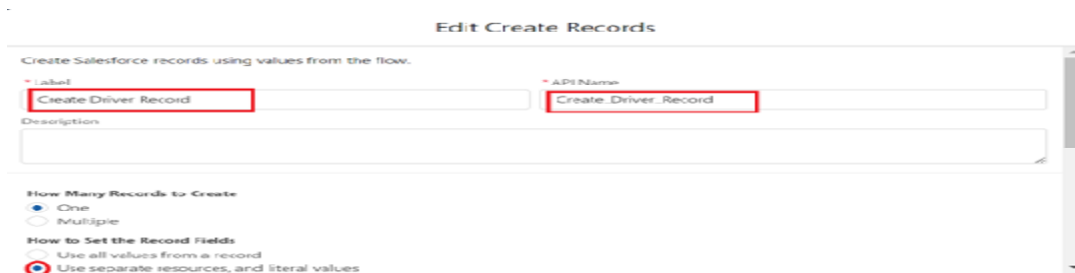 Edit Create Records
Create Salesforce records using values from the flow.
* Label
* API Name
Create Driver Record
Create_Driver_Record
Description
How Many Records to Create
One
Multiple
How to Set the Record Fields
Use all values from a record
Use separate resources, and literal values